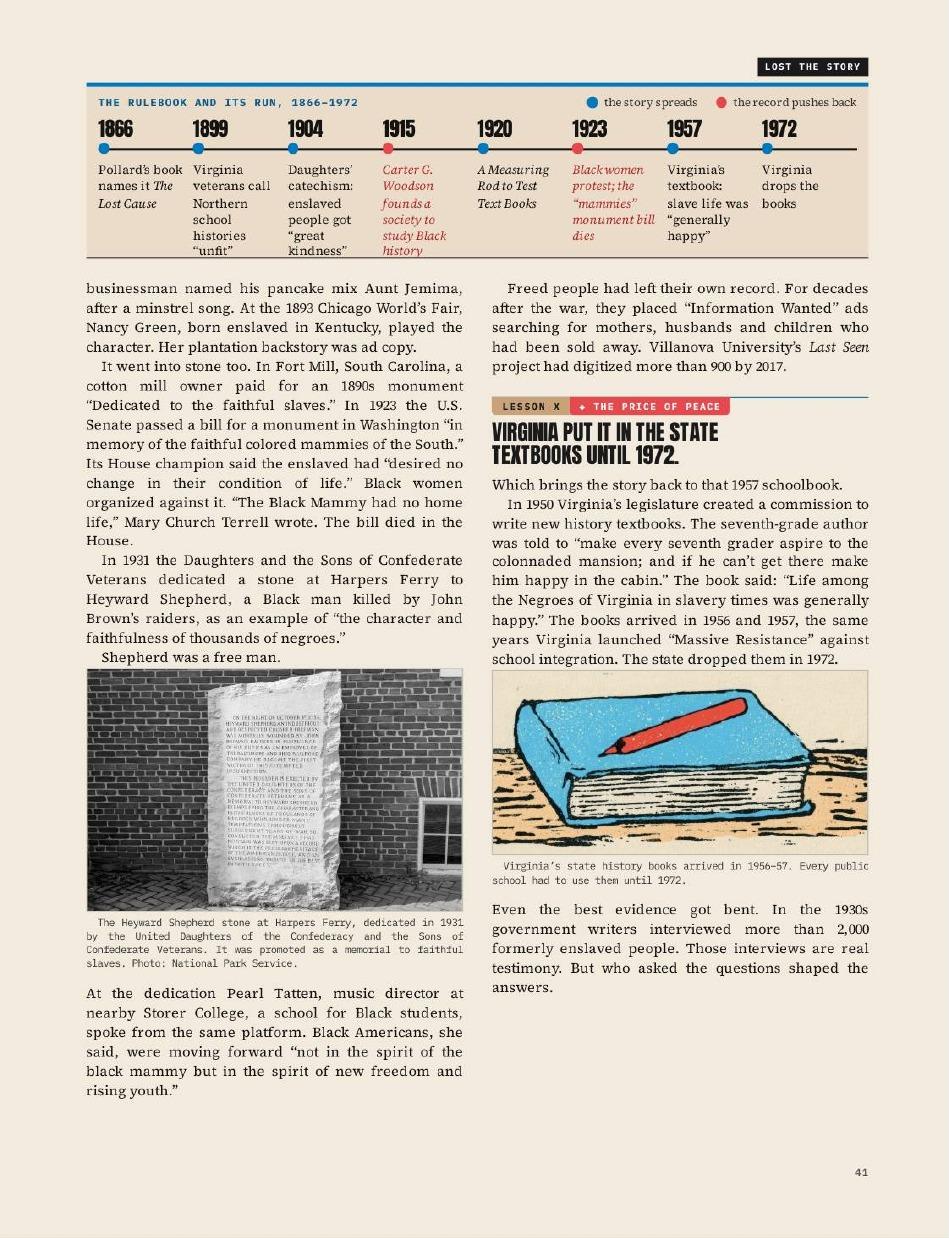 LOST THE STORY
THE RULEBOOK AND ITS RUN, 1866–1972
the story spreads
the record pushes back
1866
Pollard's book
names it The
Lost Cause
1899
Virginia
veterans call
Northern
school
histories
“unfit”
1904
Daughters’
catechism:
enslaved
people got
“great
kindness”
1915
Carter G.
Woodson
founds a
society to
study Black
history
1920
A Measuring
Rod to Test
Text Books
1923
Black women
protest; the
“mammies”
monument bill
dies
1957
Virginia’s
textbook:
slave life was
“generally
happy”
1972
Virginia
drops the
books
businessman named his pancake mix Aunt Jemima,
after a minstrel song. At the 1893 Chicago World’s Fair,
Nancy Green, born enslaved in Kentucky, played the
character. Her plantation backstory was ad copy.
It went into stone too. In Fort Mill, South Carolina, a
cotton mill owner paid for an 1890s monument
“Dedicated to the faithful slaves.” In 1923 the U.S.
Senate passed a bill for a monument in Washington “in
memory of the faithful colored mammies of the South.”
Its House champion said the enslaved had “desired no
change in their condition of life.” Black women
organized against it. “The Black Mammy had no home
life,” Mary Church Terrell wrote. The bill died in the
House.
In 1931 the Daughters and the Sons of Confederate
Veterans dedicated a stone at Harpers Ferry to
Heyward Shepherd, a Black man killed by John
Brown’s raiders, as an example of “the character and
faithfulness of thousands of negroes.”
Shepherd was a free man.
The Heyward Shepherd stone at Harpers Ferry, dedicated in 1931
by the United Daughters of the Confederacy and the Sons of
Confederate Veterans. It was promoted as a memorial to faithful
slaves. Photo: National Park Service.
At the dedication Pearl Tatten, music director at
nearby Storer College, a school for Black students,
spoke from the same platform. Black Americans, she
said, were moving forward “not in the spirit of the
black mammy but in the spirit of new freedom and
rising youth.”
Freed people had left their own record. For decades
after the war, they placed “Information Wanted” ads
searching for mothers, husbands and children who
had been sold away. Villanova University’s Last Seen
project had digitized more than 900 by 2017.
LESSON X
✦ THE PRICE OF PEACE
VIRGINIA PUT IT IN THE STATE
TEXTBOOKS UNTIL 1972.
Which brings the story back to that 1957 schoolbook.
In 1950 Virginia’s legislature created a commission to
write new history textbooks. The seventh-grade author
was told to “make every seventh grader aspire to the
colonnaded mansion; and if he can’t get there make
him happy in the cabin.” The book said: “Life among
the Negroes of Virginia in slavery times was generally
happy.” The books arrived in 1956 and 1957, the same
years Virginia launched “Massive Resistance” against
school integration. The state dropped them in 1972.
Virginia’s state history books arrived in 1956–57. Every public
school had to use them until 1972.
Even the best evidence got bent. In the 1930s
government writers interviewed more than 2,000
formerly enslaved people. Those interviews are real
testimony. But who asked the questions shaped the
answers.
41